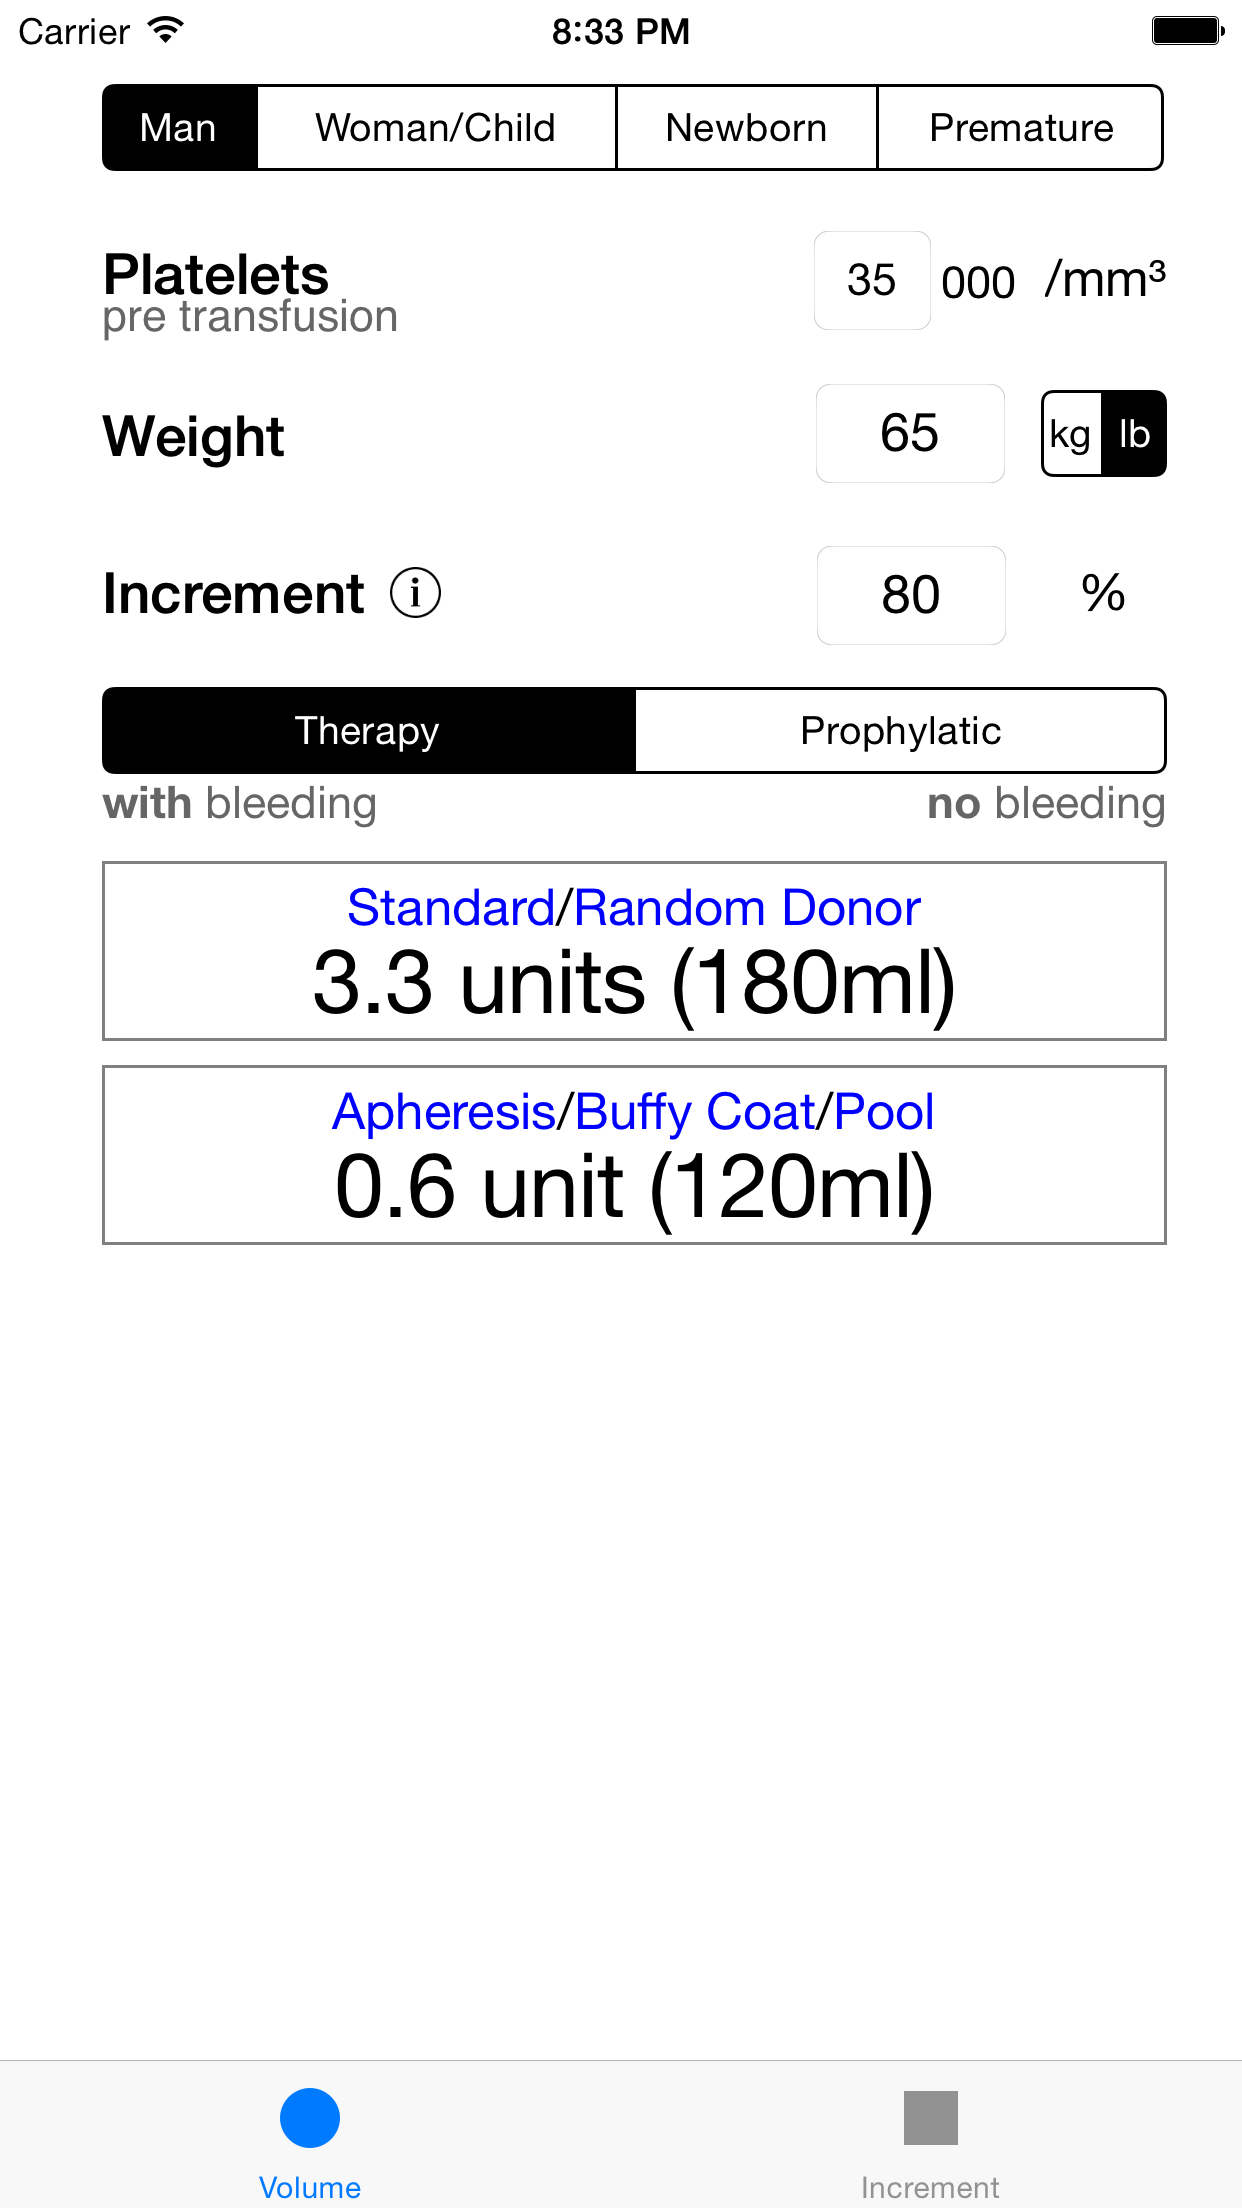 Carrier 8:33 PM
Man Woman/Child Newborn Premature
Platelets 35 000 /mm³
pre transfusion
Weight 65 kg lb
Increment i 80 %
Therapy Prophylatic
with bleeding no bleeding
Standard/Random Donor
3.3 units (180ml)
Apheresis/Buffy Coat/Pool
0.6 unit (120ml)
Volume Increment